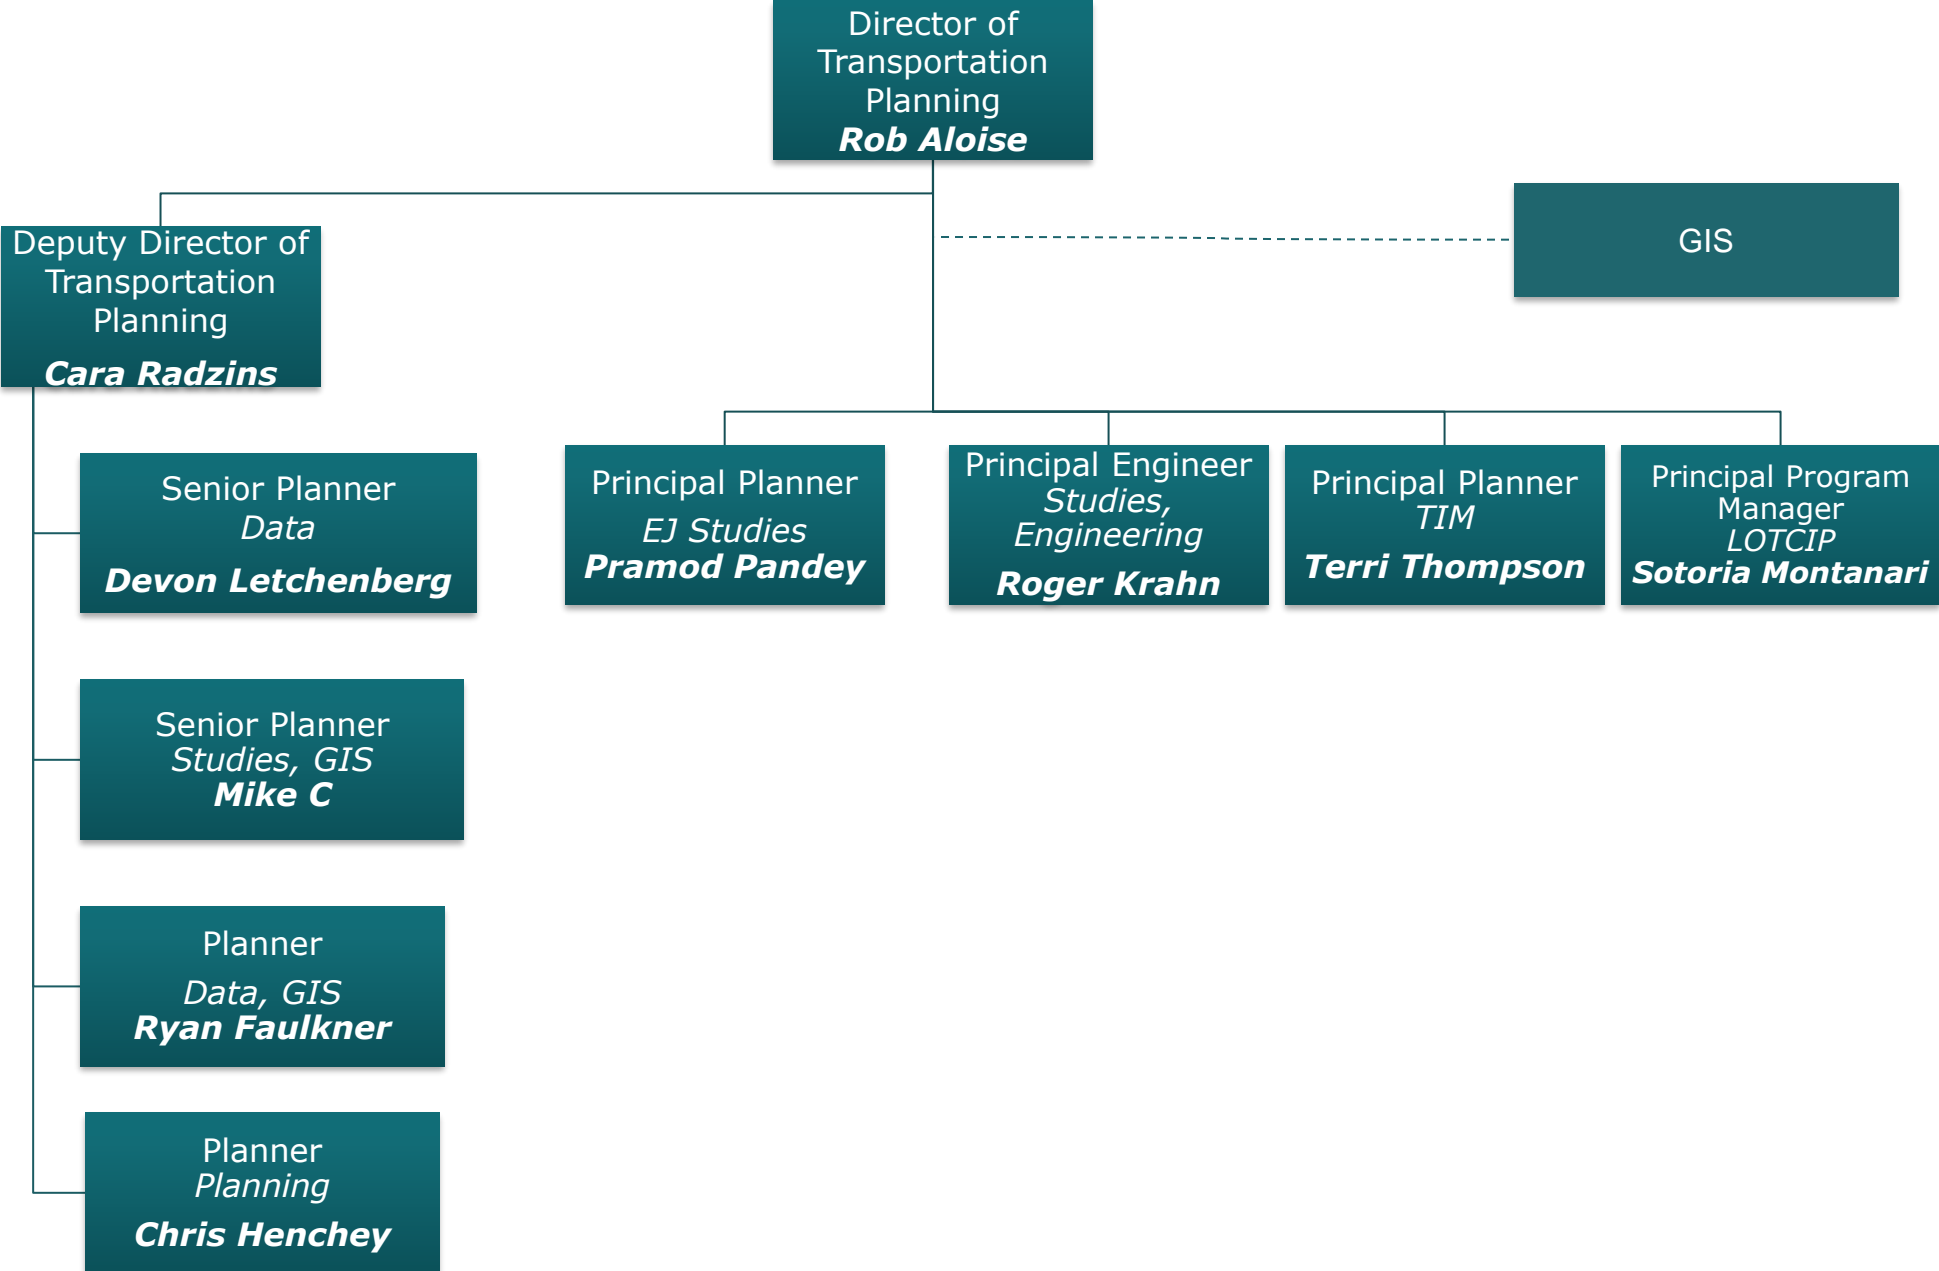 Director of
Transportation
Planning
Rob Aloise
GIS
Deputy Director of
Transportation
Planning
Cara Radzins
Senior Planner
Data
Devon Letchenberg
Principal Planner
EJ Studies
Pramod Pandey
Principal Engineer
Studies,
Engineering
Roger Krahn
Principal Planner
TIM
Terri Thompson
Principal Program
Manager
LOTCIP
Sotoria Montanari
Senior Planner
Studies, GIS
Mike C
Planner
Data, GIS
Ryan Faulkner
Planner
Planning
Chris Henchey